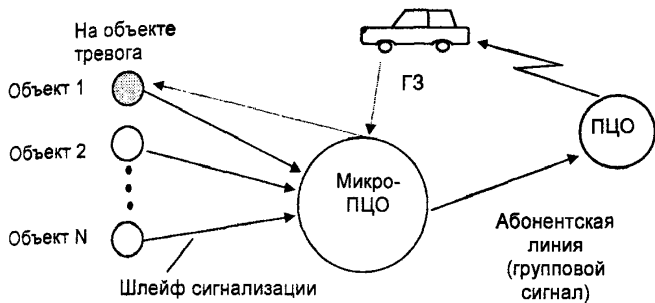 На объекте
тревога
Объект 1
Объект 2
Объект N
Шлейф сигнализации
ГЗ
Микро-
ПЦО
ПЦО
Абонентская
линия
(групповой
сигнал)